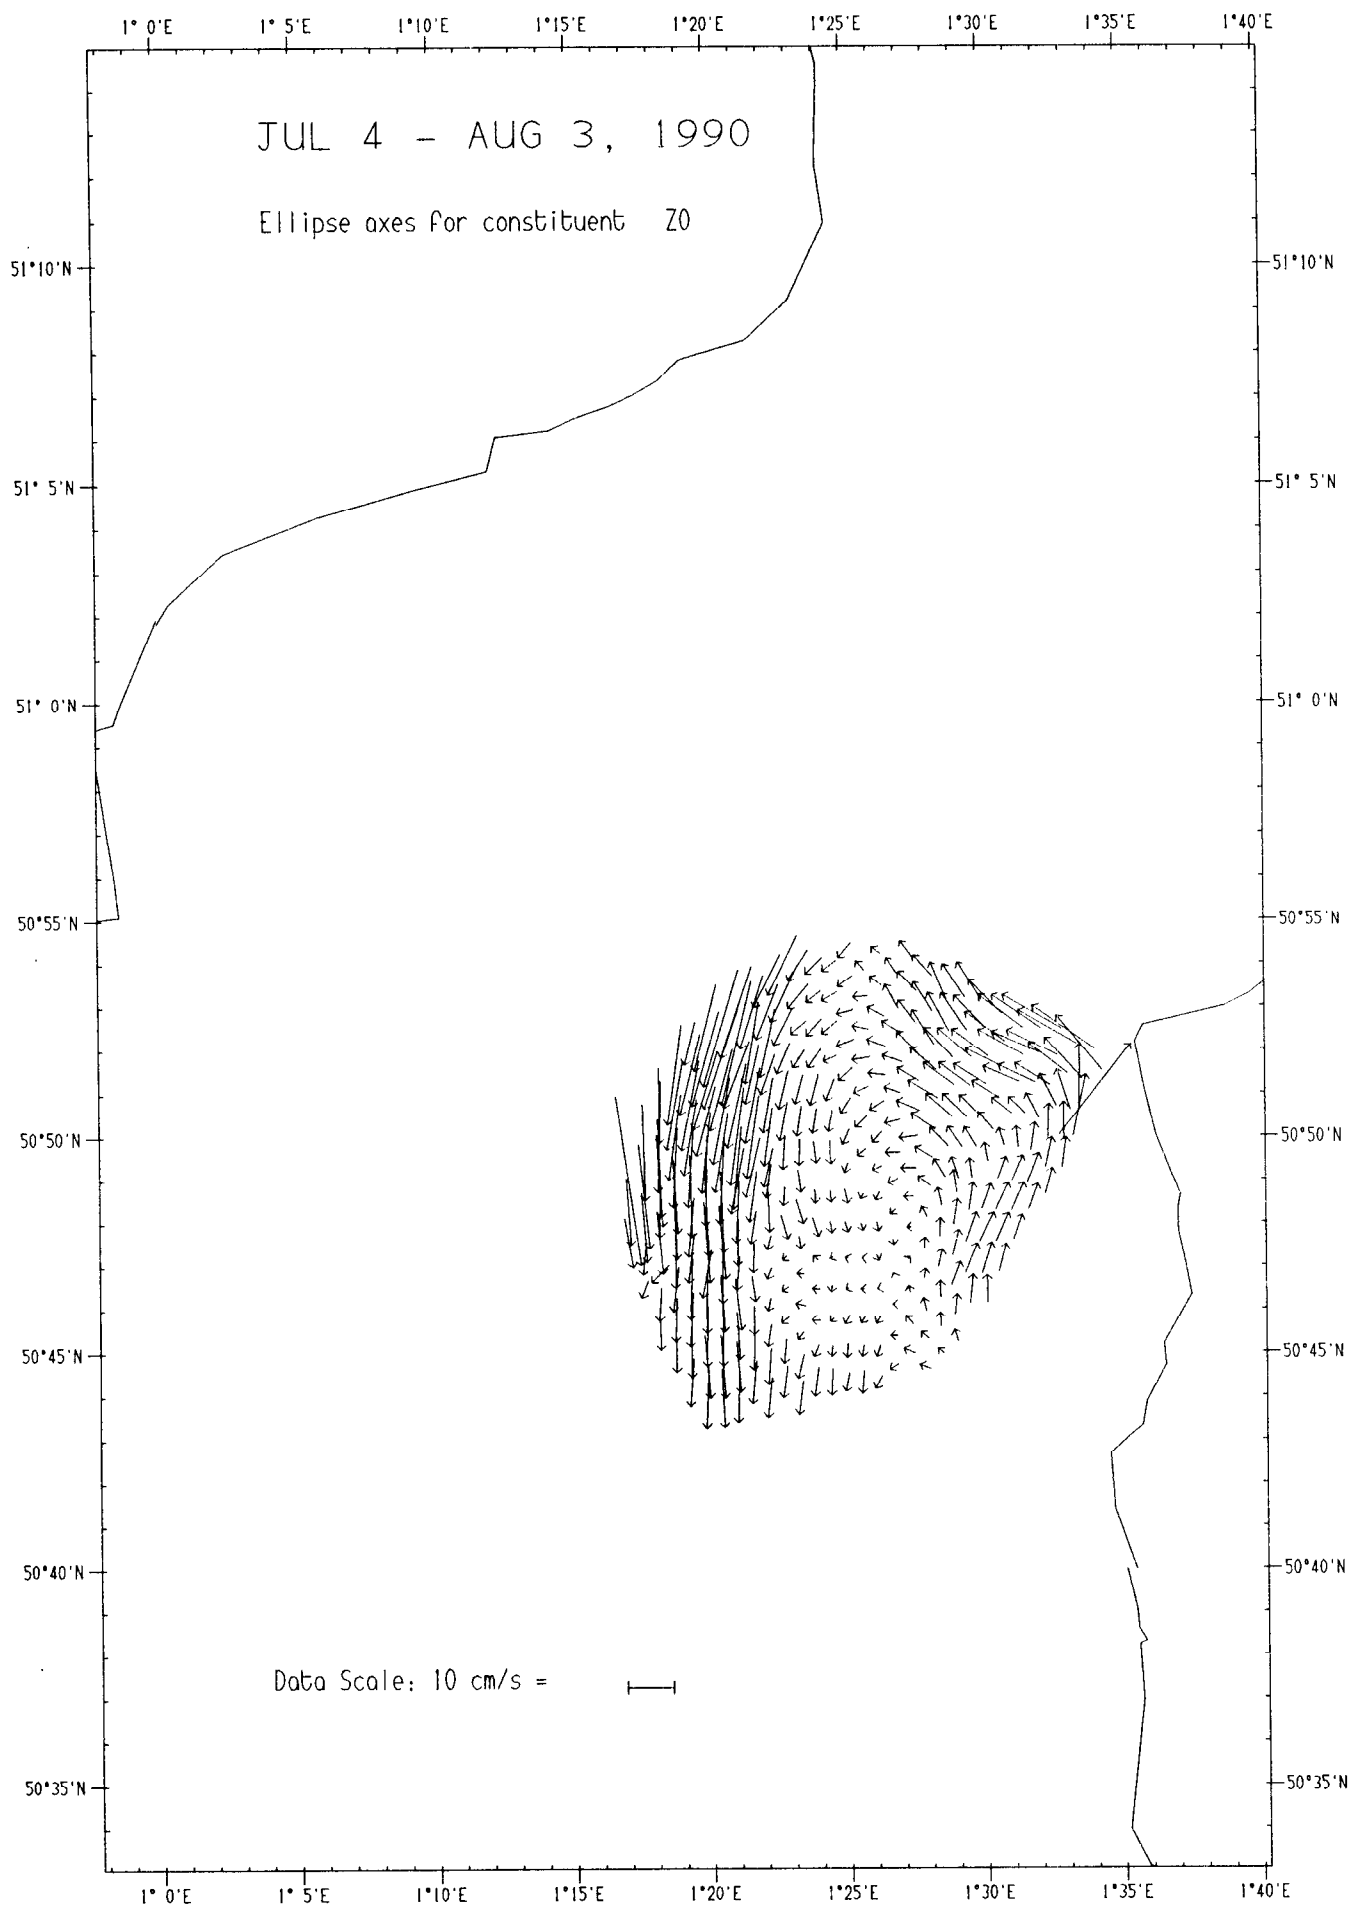 1° 0'E 1° 5'E 1°10'E 1°15'E 1°20'E 1°25'E 1°30'E 1°35'E 1°40'E
JUL 4 - AUG 3, 1990
Ellipse axes for constituent Z0
51°10'N 51°10'N
51° 5'N 51° 5'N
51° 0'N 51° 0'N
50°55'N 50°55'N
50°50'N 50°50'N
50°45'N 50°45'N
50°40'N 50°40'N
Data Scale: 10 cm/s =
50°35'N 50°35'N
1° 0'E 1° 5'E 1°10'E 1°15'E 1°20'E 1°25'E 1°30'E 1°35'E 1°40'E